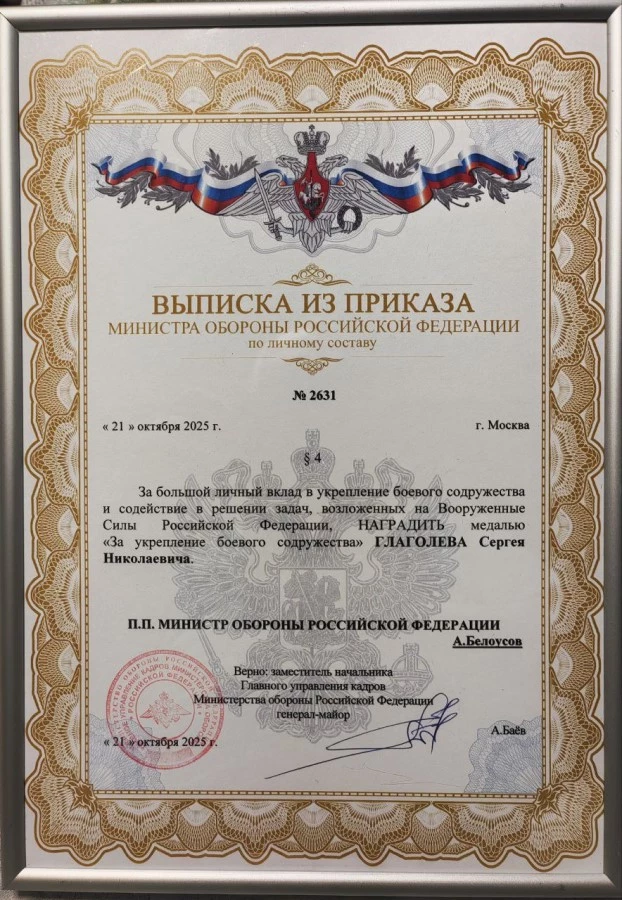 ВЫПИСКА ИЗ ПРИКАЗА
МИНИСТРА ОБОРОНЫ РОССИЙСКОЙ ФЕДЕРАЦИИ
по личному составу
№ 2631
« 21 » октября 2025 г.
г. Москва
§ 4
За большой личный вклад в укрепление боевого содружества
и содействие в решении задач, возложенных на Вооруженные
Силы Российской Федерации, НАГРАДИТЬ медалью
«За укрепление боевого содружества» ГЛАГОЛЕВА Сергея
Николаевича.
П.П. МИНИСТР ОБОРОНЫ РОССИЙСКОЙ ФЕДЕРАЦИИ
А.Белоусов
Верно: заместитель начальника
Главного управления кадров
Министерства обороны Российской Федерации
генерал-майор
А.Баёв
« 21 » октября 2025 г.